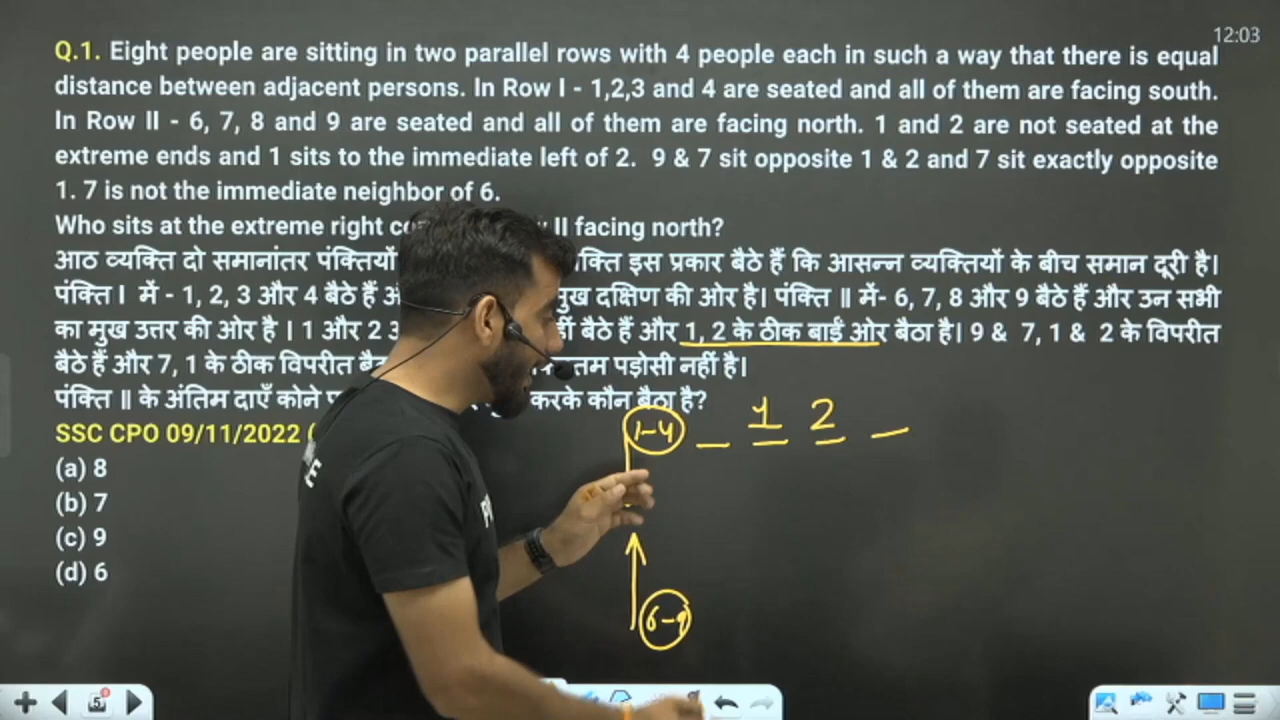 12:03
Q.1. Eight people are sitting in two parallel rows with 4 people each in such a way that there is equal
distance between adjacent persons. In Row I - 1,2,3 and 4 are seated and all of them are facing south.
In Row II - 6, 7, 8 and 9 are seated and all of them are facing north. 1 and 2 are not seated at the
extreme ends and 1 sits to the immediate left of 2. 9 & 7 sit opposite 1 & 2 and 7 sit exactly opposite
1. 7 is not the immediate neighbor of 6.
Who sits at the extreme right II facing north?
आठ व्यक्ति दो समानांतर पंक्तियों इस प्रकार बैठे हैं कि आसन्न व्यक्तियों के बीच समान दूरी है।
पंक्ति I में - 1, 2, 3 और 4 बैठे हैं दक्षिण की ओर है। पंक्ति II में- 6, 7, 8 और 9 बैठे हैं और उन सभी
का मुख उत्तर की ओर है । 1 और 2 बैठे हैं और 1, 2 के ठीक बाईं ओर बैठा है। 9 & 7, 1 & 2 के विपरीत
बैठे हैं और 7, 1 के ठीक विपरीत पड़ोसी नहीं है।
पंक्ति II के अंतिम दाएँ कोने करके कौन बैठा है?
SSC CPO 09/11/2022
1-4 1 2
(a) 8
(b) 7
(c) 9
(d) 6
6-9